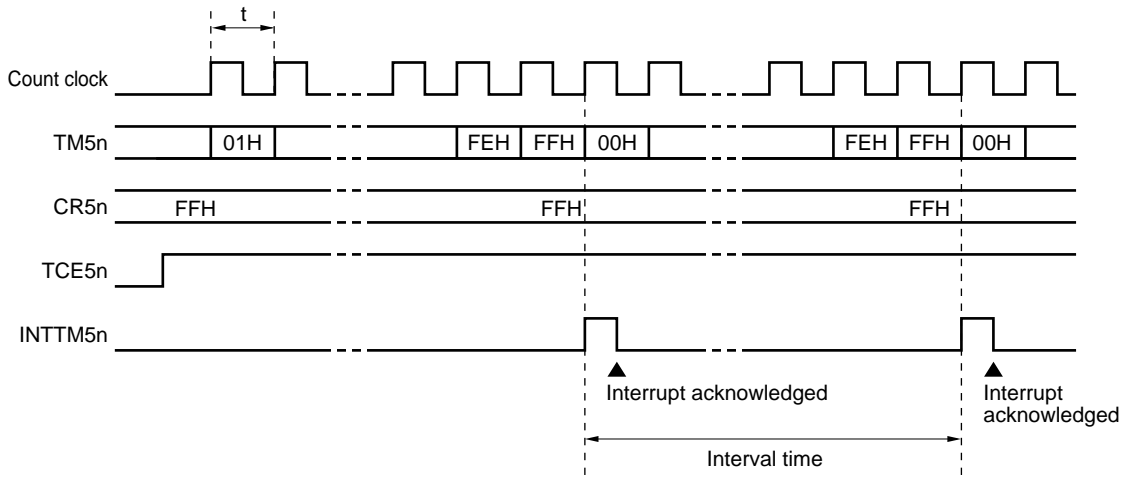 t
Count clock
TM5n 01H FEH FFH 00H FEH FFH 00H
CR5n FFH FFH FFH
TCE5n
INTTM5n
Interrupt acknowledged Interrupt
acknowledged
Interval time